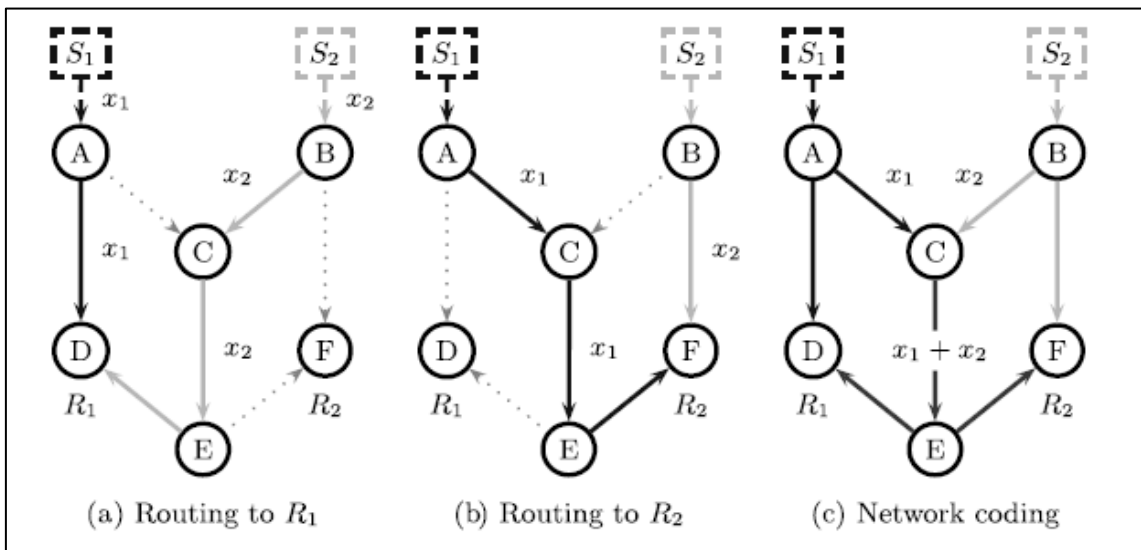 S₁ S₂ S₁ S₂ S₁ S₂
x₁ x₂
A B A B A B
x₂ x₁ x₁ x₂
C C C
x₁ x₂
D x₂ F D x₁ F D x₁ + x₂ F
R₁ R₂ R₁ R₂ R₁ R₂
E E E
(a) Routing to R₁ (b) Routing to R₂ (c) Network coding